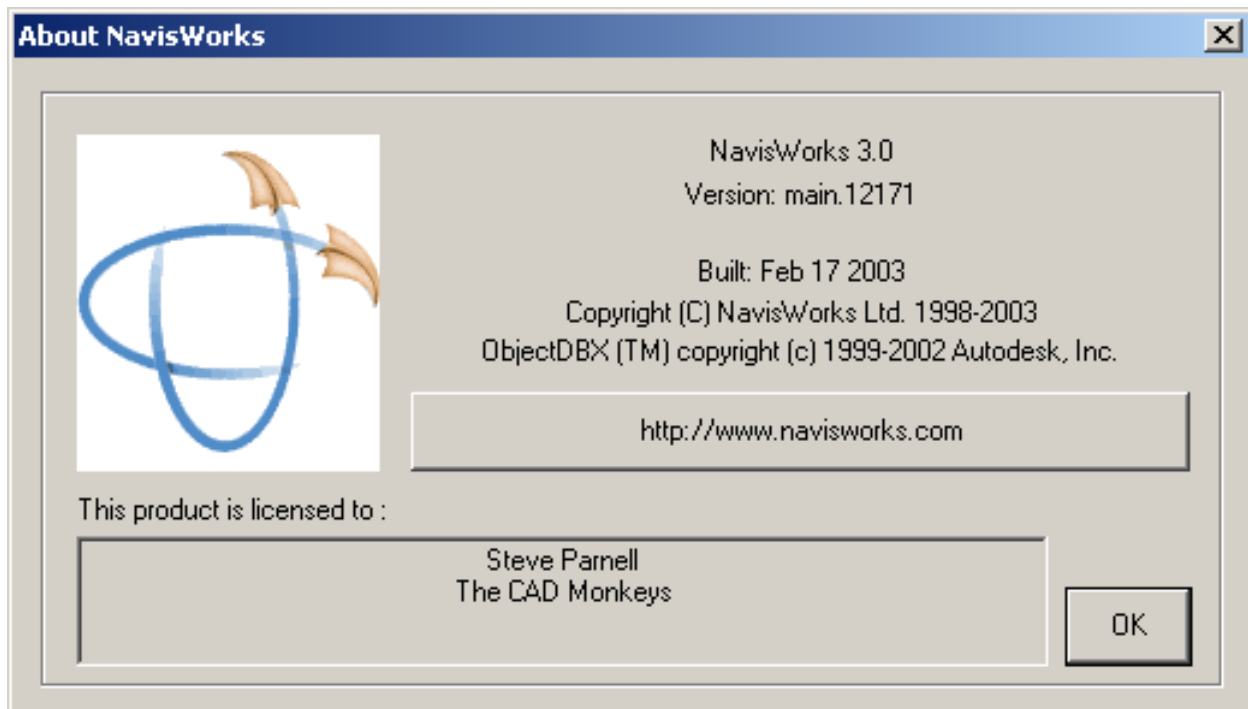 About NavisWorks
NavisWorks 3.0
Version: main.12171
Built: Feb 17 2003
Copyright (C) NavisWorks Ltd. 1998-2003
ObjectDBX (TM) copyright (c) 1999-2002 Autodesk, Inc.
http://www.navisworks.com
This product is licensed to :
Steve Parnell
The CAD Monkeys
OK